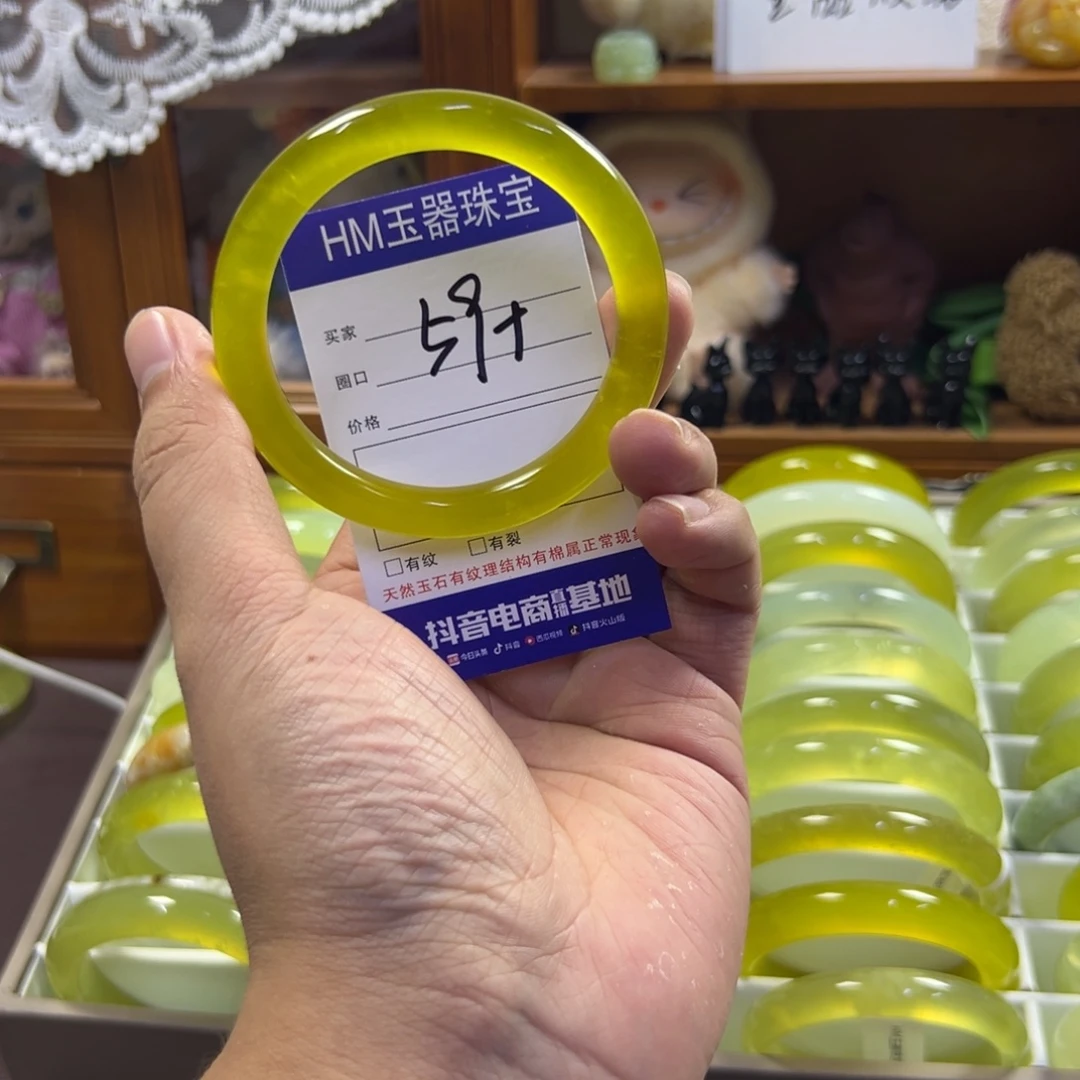 HM玉器珠宝
买家
圈口
价格
59+
□有纹 □有裂
天然玉石有纹理结构有棉属正常现象
抖音电商直播基地
今日头条 抖音 西瓜视频 抖音火山版